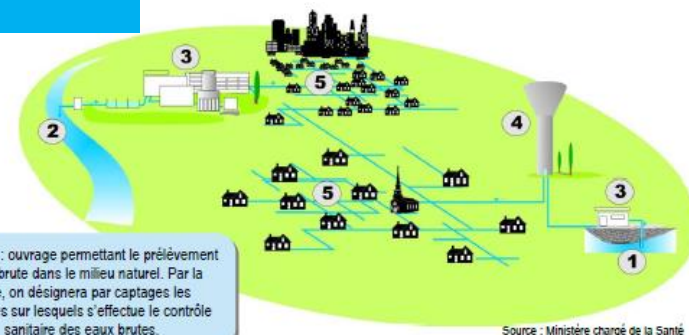 3
5
2
4
5
3
1
: ouvrage permettant le prélèvement
brute dans le milieu naturel. Par la
, on désignera par captages les
s sur lesquels s'effectue le contrôle
sanitaire des eaux brutes.
Source : Ministère chargé de la Santé